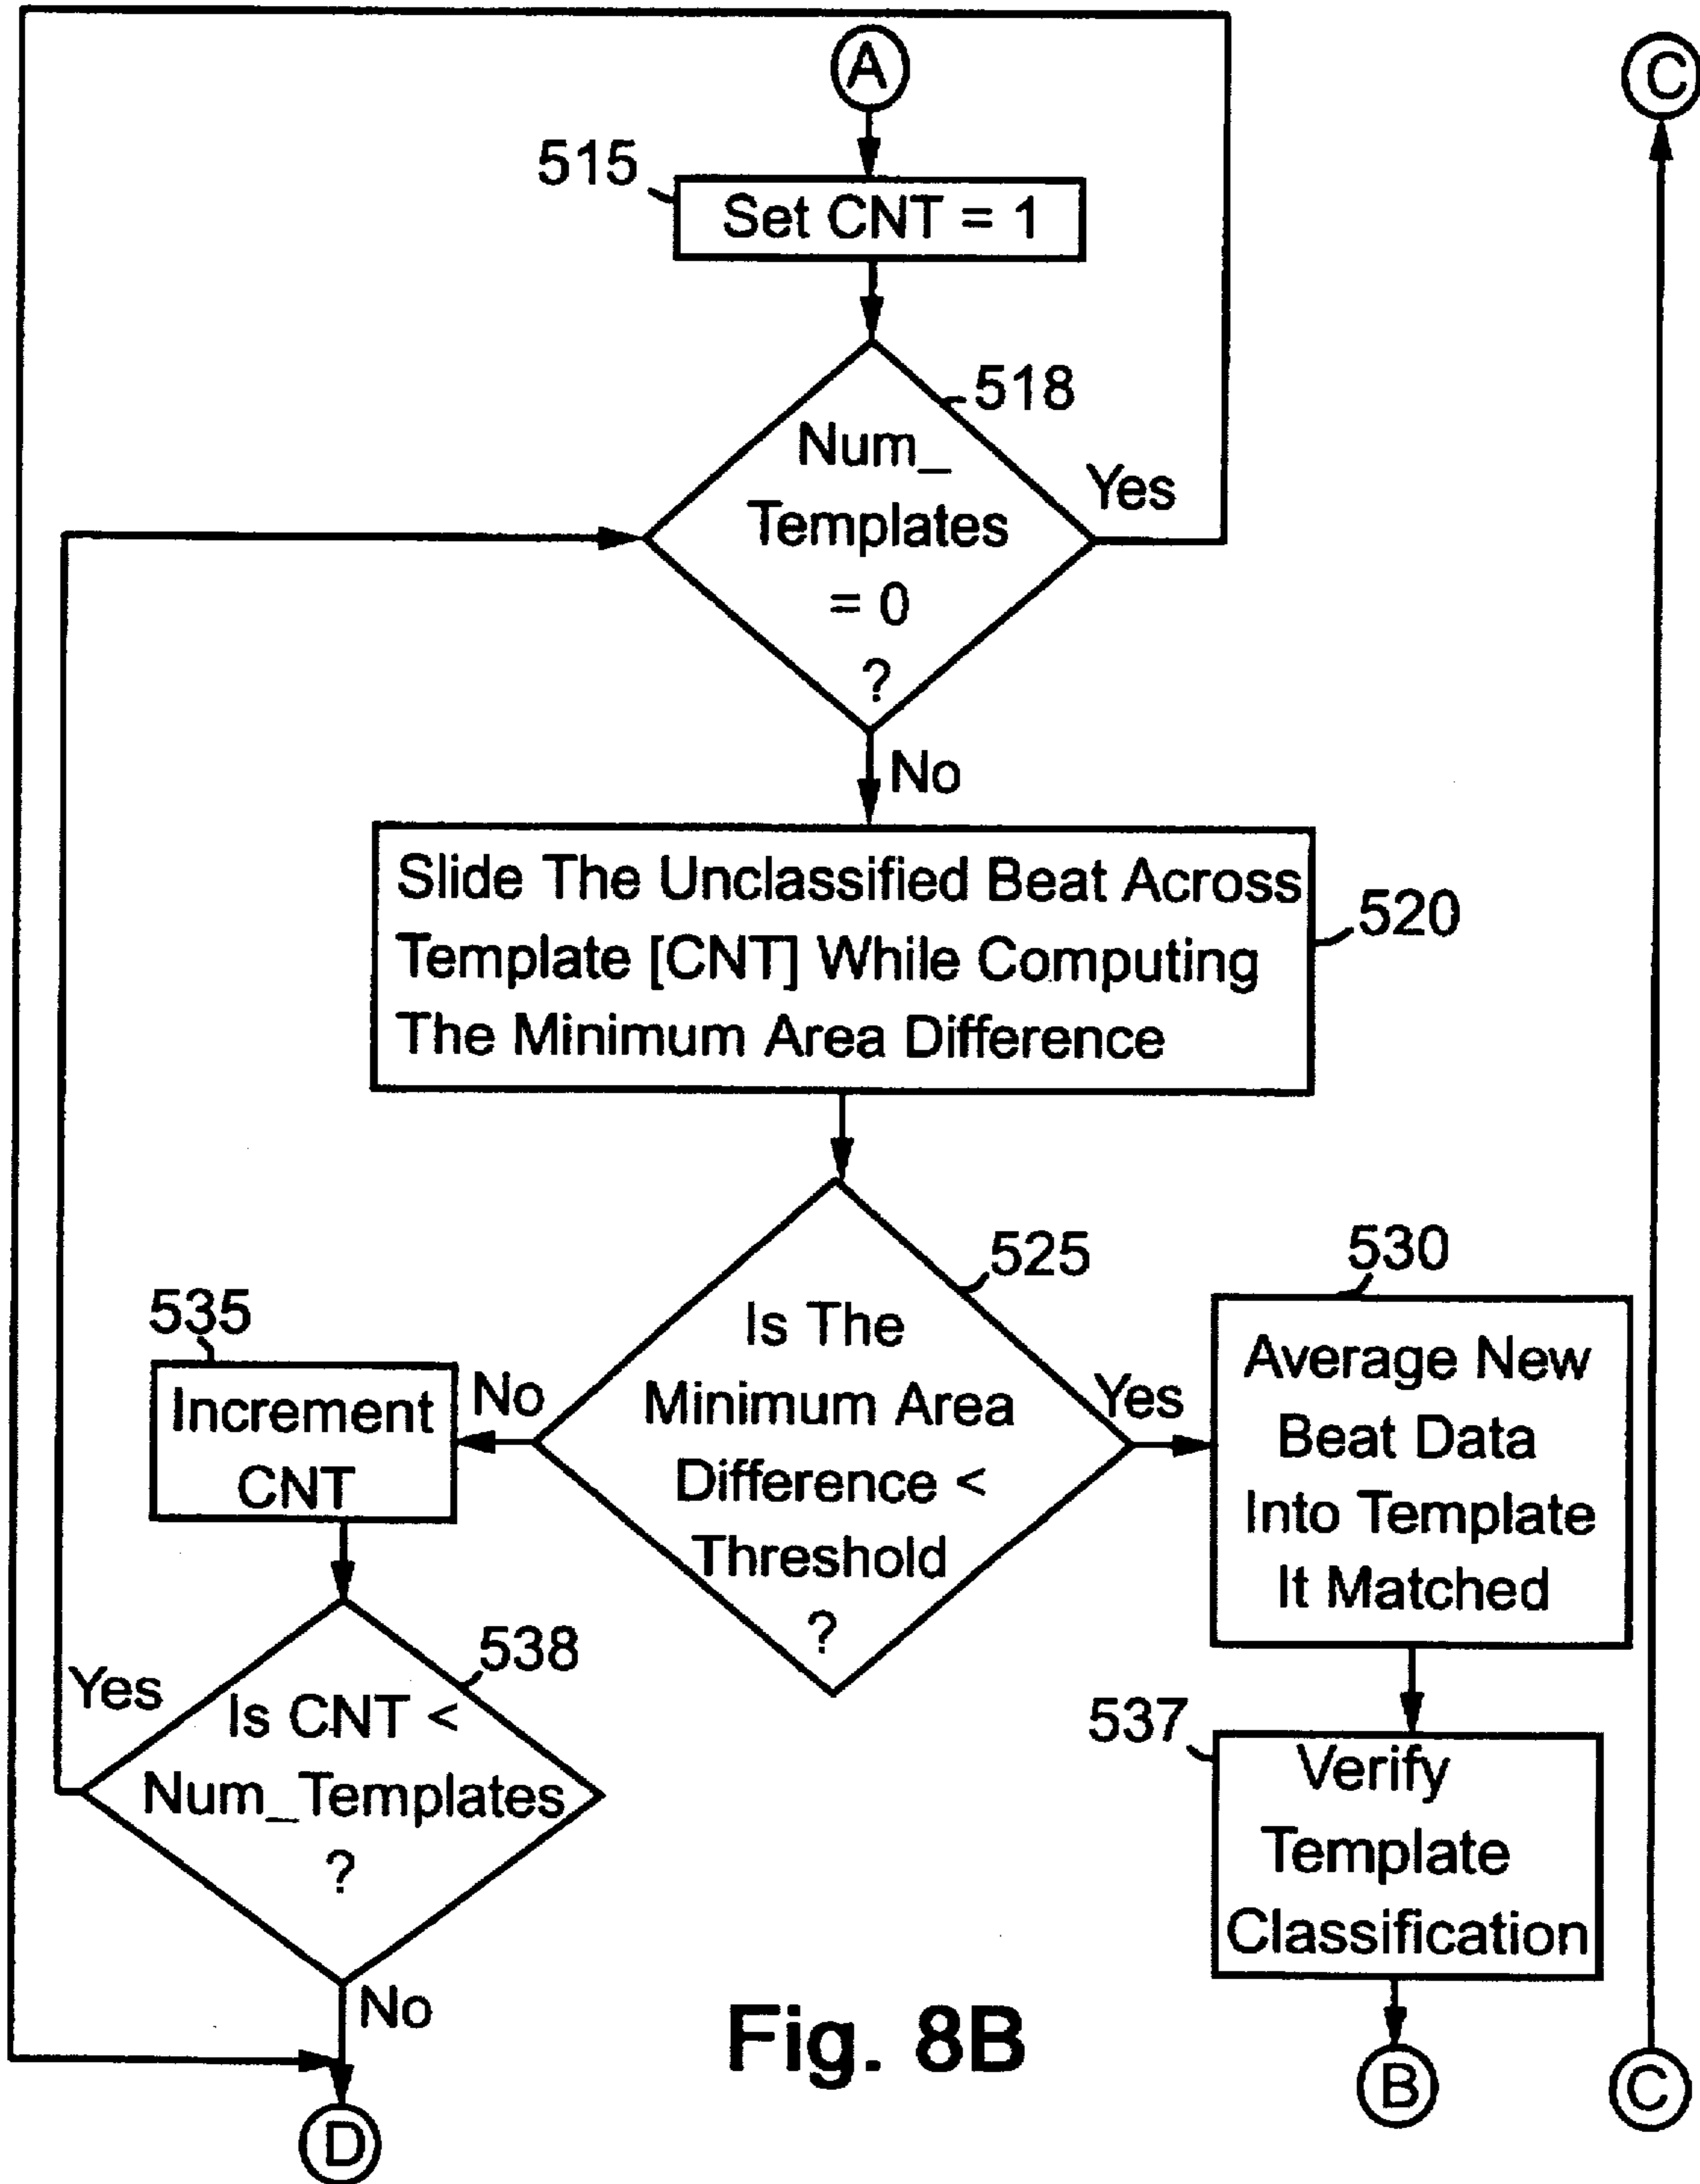 A
C
515
Set CNT = 1
518
Num_
Templates
= 0
?
Yes
No
Slide The Unclassified Beat Across
Template [CNT] While Computing
The Minimum Area Difference
520
525
Is The
Minimum Area
Difference <
Threshold
?
No
Yes
530
Average New
Beat Data
Into Template
It Matched
535
Increment
CNT
538
Is CNT <
Num_Templates
?
Yes
No
537
Verify
Template
Classification
B
C
D
Fig. 8B